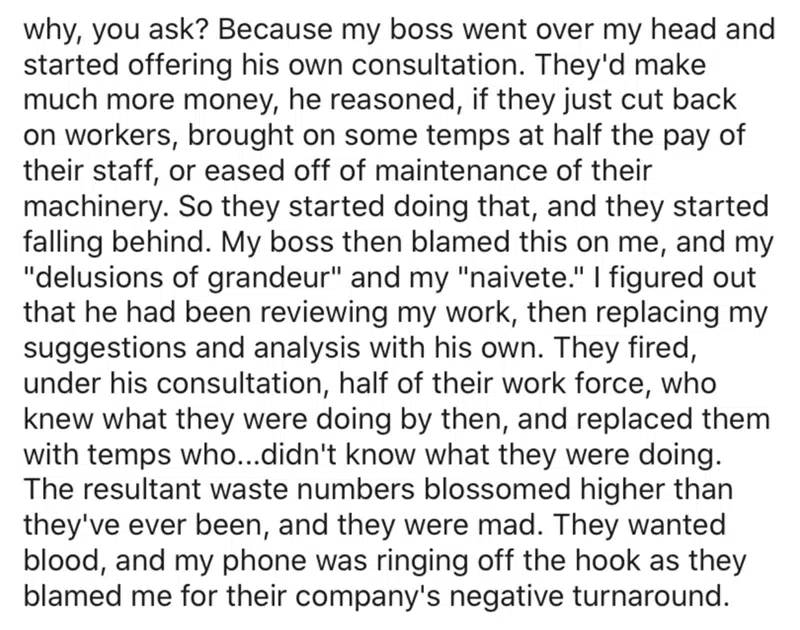 why, you ask? Because my boss went over my head and
started offering his own consultation. They'd make
much more money, he reasoned, if they just cut back
on workers, brought on some temps at half the pay of
their staff, or eased off of maintenance of their
machinery. So they started doing that, and they started
falling behind. My boss then blamed this on me, and my
"delusions of grandeur" and my "naivete." I figured out
that he had been reviewing my work, then replacing my
suggestions and analysis with his own. They fired,
under his consultation, half of their work force, who
knew what they were doing by then, and replaced them
with temps who...didn't know what they were doing.
The resultant waste numbers blossomed higher than
they've ever been, and they were mad. They wanted
blood, and my phone was ringing off the hook as they
blamed me for their company's negative turnaround.